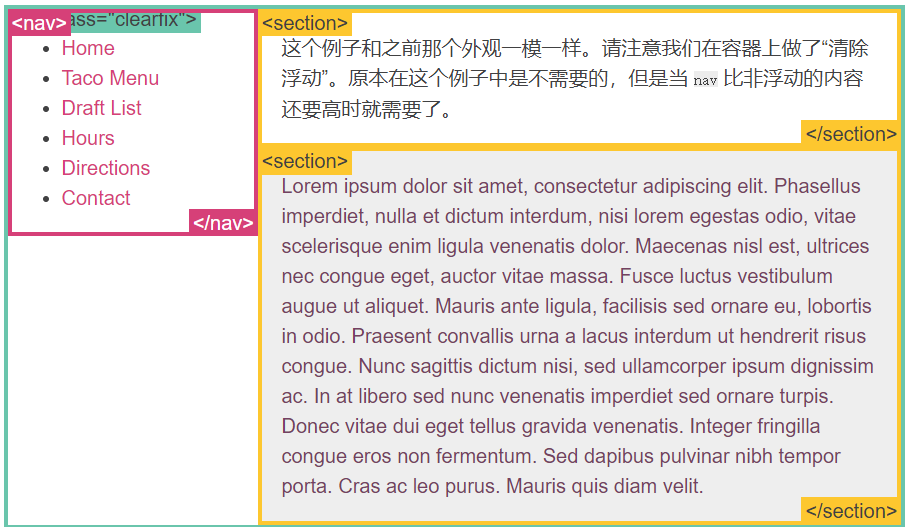 <nav>
ass="clearfix">
Home
Taco Menu
Draft List
Hours
Directions
Contact
</nav>
<section>
这个例子和之前那个外观一模一样。请注意我们在容器上做了“清除
浮动”。原本在这个例子中是不需要的，但是当 nav 比非浮动的内容
还要高时就需要了。
</section>
<section>
Lorem ipsum dolor sit amet, consectetur adipiscing elit. Phasellus
imperdiet, nulla et dictum interdum, nisi lorem egestas odio, vitae
scelerisque enim ligula venenatis dolor. Maecenas nisl est, ultrices
nec congue eget, auctor vitae massa. Fusce luctus vestibulum
augue ut aliquet. Mauris ante ligula, facilisis sed ornare eu, lobortis
in odio. Praesent convallis urna a lacus interdum ut hendrerit risus
congue. Nunc sagittis dictum nisi, sed ullamcorper ipsum dignissim
ac. In at libero sed nunc venenatis imperdiet sed ornare turpis.
Donec vitae dui eget tellus gravida venenatis. Integer fringilla
congue eros non fermentum. Sed dapibus pulvinar nibh tempor
porta. Cras ac leo purus. Mauris quis diam velit.
</section>